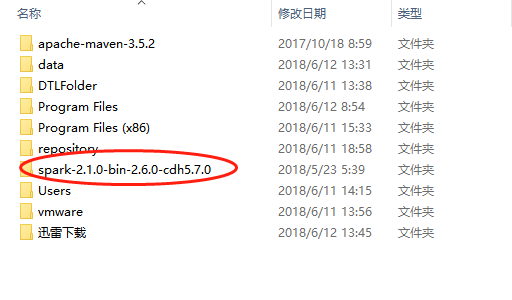 名称 修改日期 类型
apache-maven-3.5.2 2017/10/18 8:59 文件夹
data 2018/6/12 13:31 文件夹
DTLFolder 2018/6/11 13:38 文件夹
Program Files 2018/6/12 8:54 文件夹
Program Files (x86) 2018/6/11 15:33 文件夹
repository 2018/6/11 18:58 文件夹
spark-2.1.0-bin-2.6.0-cdh5.7.0 2018/5/23 5:39 文件夹
Users 2018/6/11 14:15 文件夹
vmware 2018/6/11 13:56 文件夹
迅雷下载 2018/6/12 13:45 文件夹